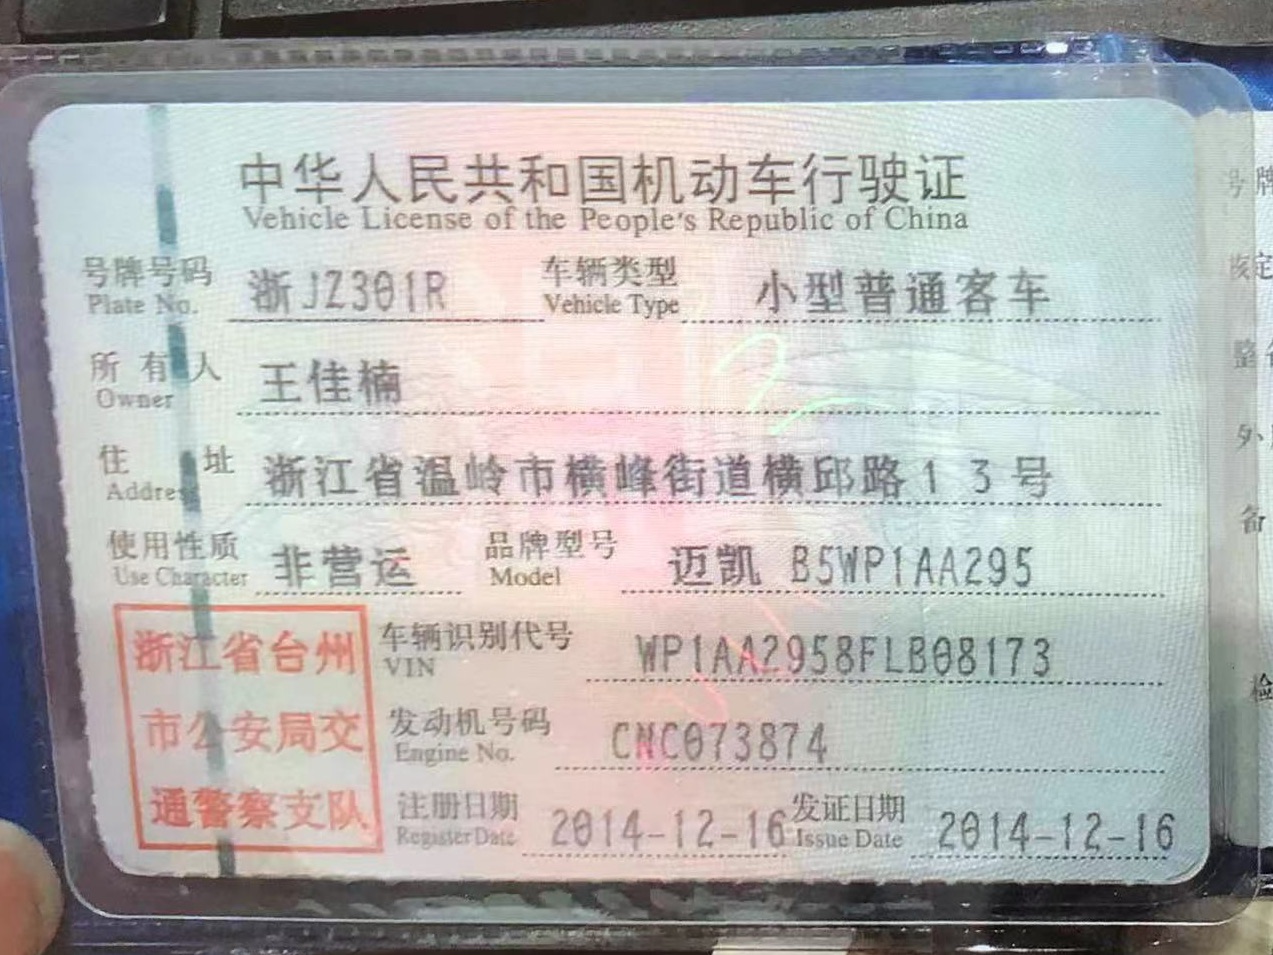 中华人民共和国机动车行驶证
Vehicle License of the People's Republic of China
号牌号码 浙JZ301R 车辆类型 小型普通客车
Plate No. Vehicle Type
所有人 王佳楠
Owner
住址 浙江省温岭市横峰街道横邱路13号
Address
使用性质 非营运 品牌型号 迈凯 B5WP1AA295
Use Character Model
浙江省台州
市公安局交
通警察支队
车辆识别代号 WP1AA2958FLB08173
VIN
发动机号码 CNC073874
Engine No.
注册日期 2014-12-16 发证日期 2014-12-16
Register Date Issue Date